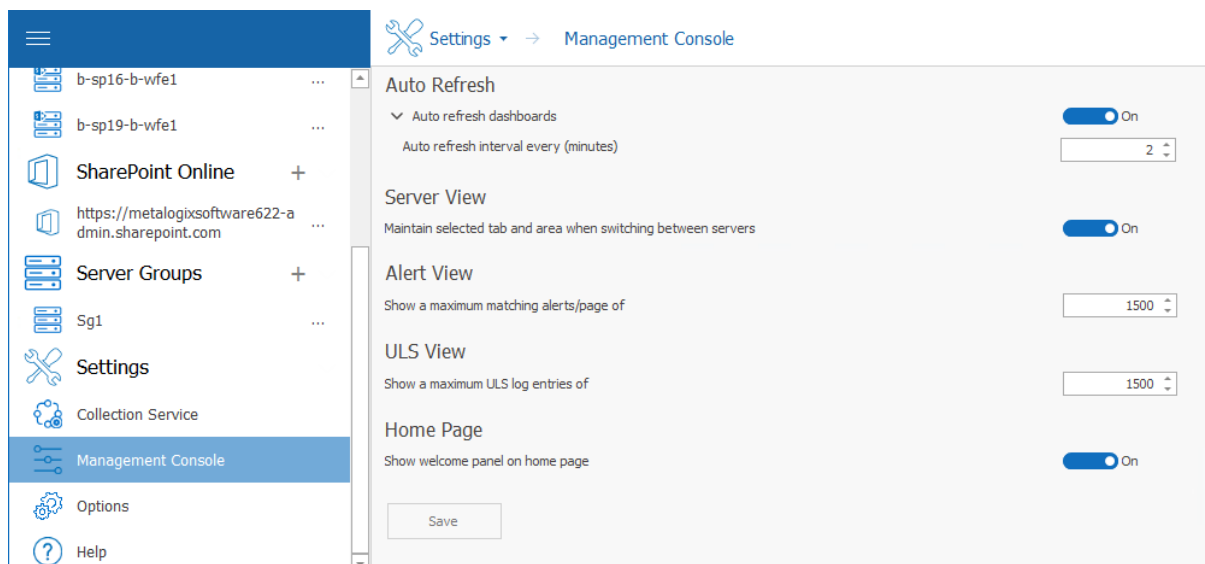 Settings
Management Console
b-sp16-b-wfe1
...
b-sp19-b-wfe1
...
SharePoint Online
+
https://metalogixsoftware622-a
dmin.sharepoint.com
...
Server Groups
+
Sg1
...
Settings
Collection Service
Management Console
Options
Help
Auto Refresh
Auto refresh dashboards
On
Auto refresh interval every (minutes)
2
Server View
Maintain selected tab and area when switching between servers
On
Alert View
Show a maximum matching alerts/page of
1500
ULS View
Show a maximum ULS log entries of
1500
Home Page
Show welcome panel on home page
On
Save